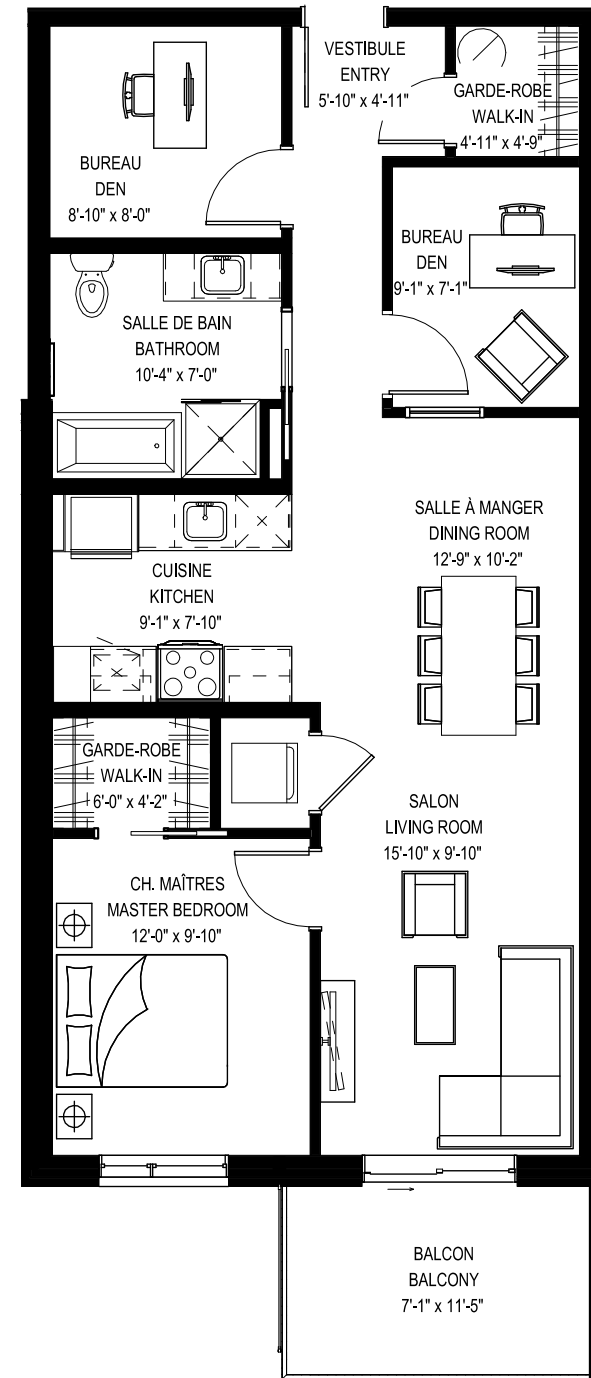 VESTIBULE
ENTRY
5'-10" x 4'-11"
GARDE-ROBE
WALK-IN
4'-11" x 4'-9"
BUREAU
DEN
8'-10" x 8'-0"
BUREAU
DEN
9'-1" x 7'-1"
SALLE DE BAIN
BATHROOM
10'-4" x 7'-0"
SALLE À MANGER
DINING ROOM
12'-9" x 10'-2"
CUISINE
KITCHEN
9'-1" x 7'-10"
GARDE-ROBE
WALK-IN
6'-0" x 4'-2"
SALON
LIVING ROOM
15'-10" x 9'-10"
CH. MAÎTRES
MASTER BEDROOM
12'-0" x 9'-10"
BALCON
BALCONY
7'-1" x 11'-5"